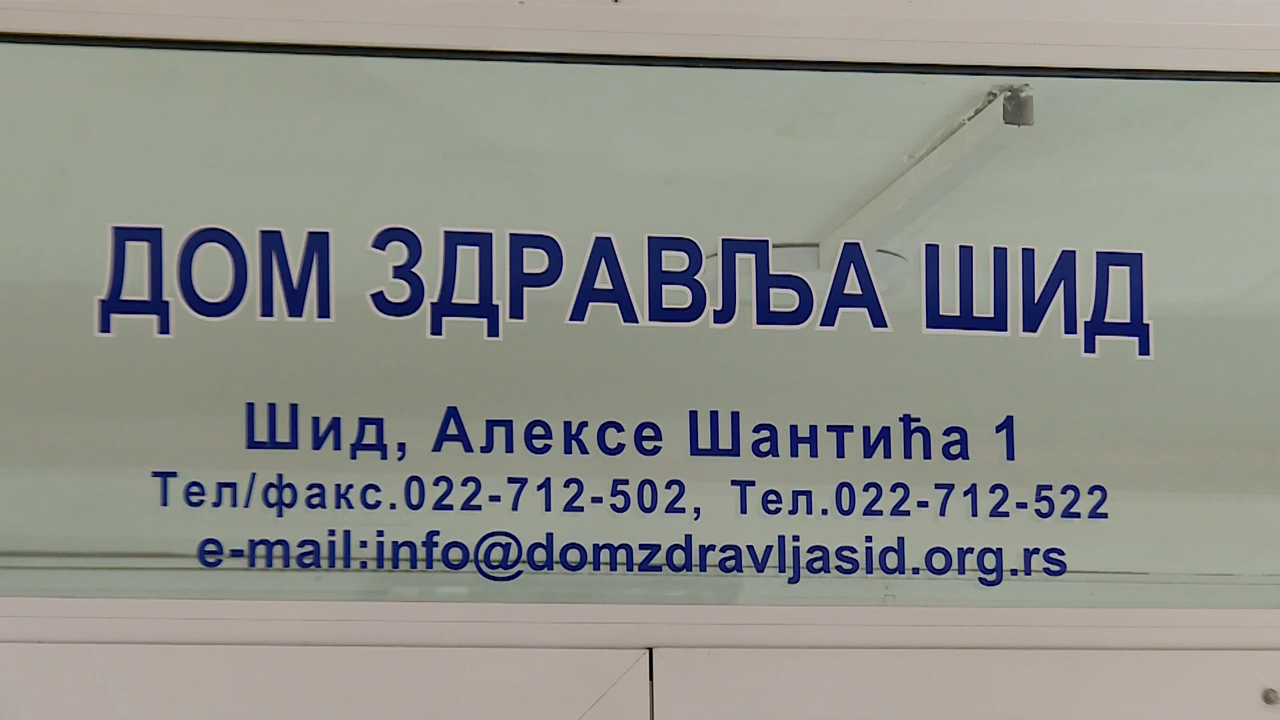 ДОМ ЗДРАВЉА ШИД
Шид, Алексе Шантића 1
Тел/факс.022-712-502, Тел.022-712-522
e-mail:info@domzdravljasid.org.rs